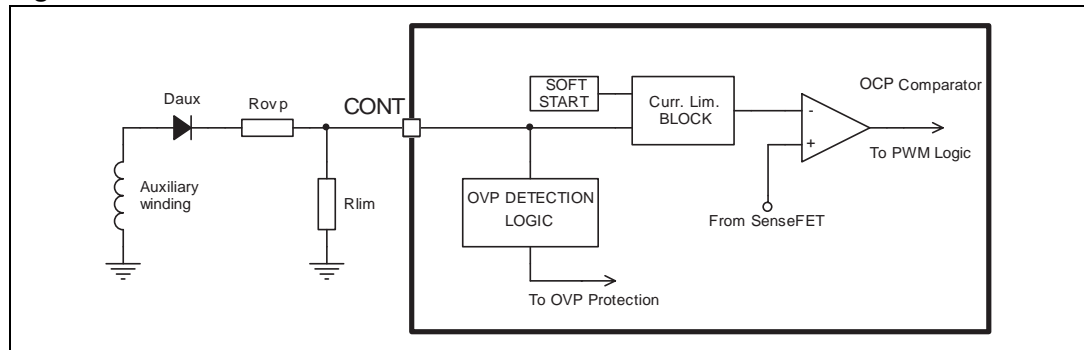 SOFT
START
Curr. Lim.
BLOCK
OCP Comparator
-
+
To PWM Logic
From SenseFET
Daux
Rovp
CONT
Auxiliary
winding
Rlim
OVP DETECTION
LOGIC
To OVP Protection